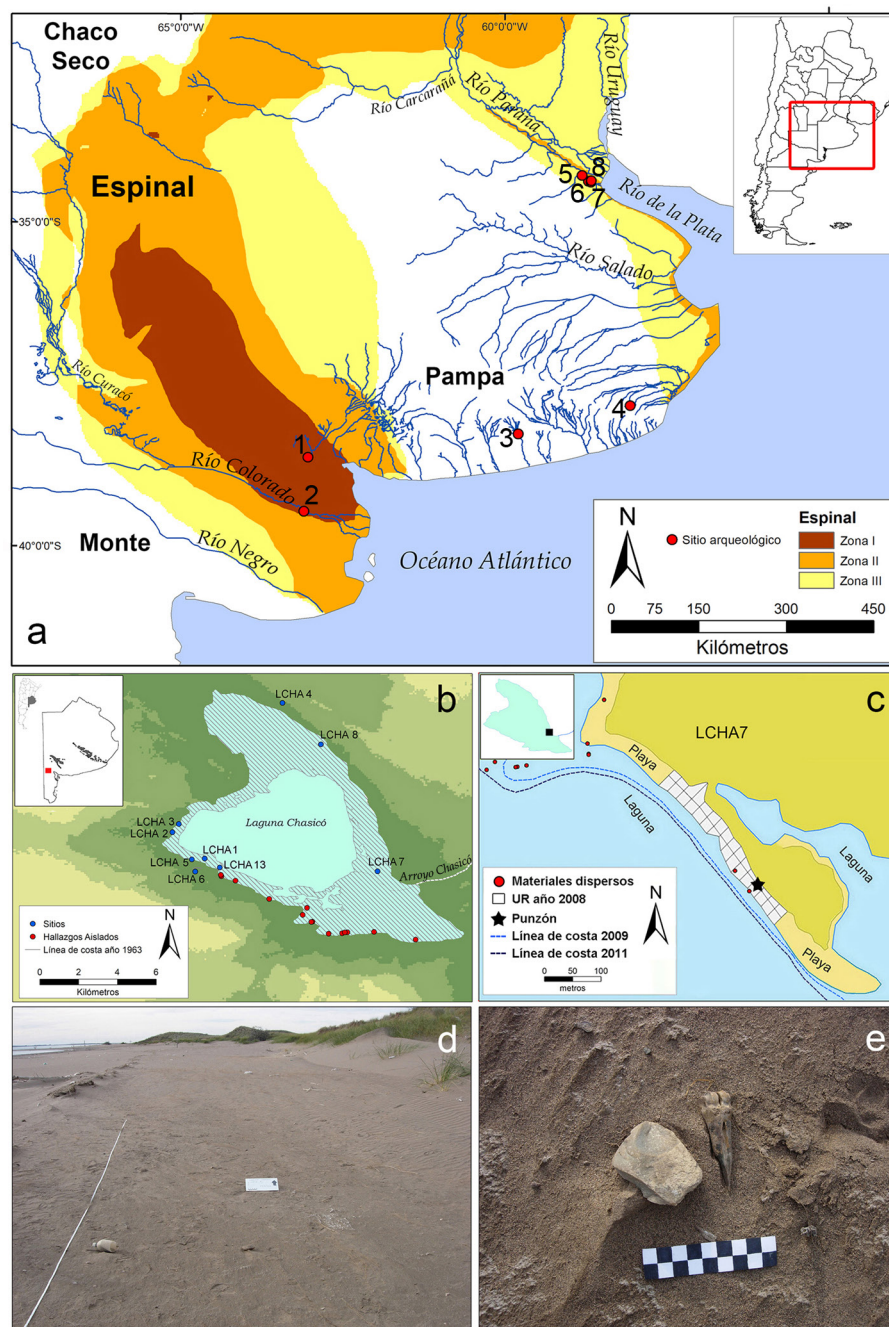 65°0'0"O
60°0'0"O
Chaco
Seco
Río Carcarañá
Río Paraná
Río Uruguay
Espinal
5
8
6
7
Río de la Plata
35°0'0"S
Río Salado
Río Curacó
Pampa
4
3
1
Río Colorado
2
Monte
Río Negro
40°0'0"S
Océano Atlántico
N
Sitio arqueológico
Espinal
Zona I
Zona II
Zona III
0 75 150 300 450
Kilómetros
a
b
LCHA 4
LCHA 8
Laguna Chasicó
LCHA 3
LCHA 2
LCHA1
LCHA 5
LCHA 13
LCHA 6
LCHA 7
Arroyo Chasicó
Sitios
Hallazgos Aislados
Línea de costa año 1963
N
0 2 4 6
Kilómetros
c
LCHA7
Playa
Laguna
Laguna
Materiales dispersos
UR año 2008
Punzón
Línea de costa 2009
Línea de costa 2011
N
0 50 100
metros
Playa
d
e